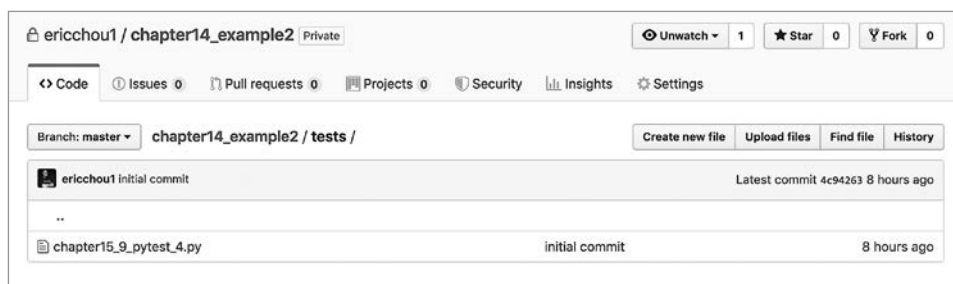 ericchou1 / chapter14_example2 Private Unwatch 1 Star 0 Fork 0
Code Issues 0 Pull requests 0 Projects 0 Security Insights Settings
Branch: master chapter14_example2 / tests / Create new file Upload files Find file History
ericchou1 initial commit Latest commit 4c94263 8 hours ago
..
chapter15_9_pytest_4.py initial commit 8 hours ago